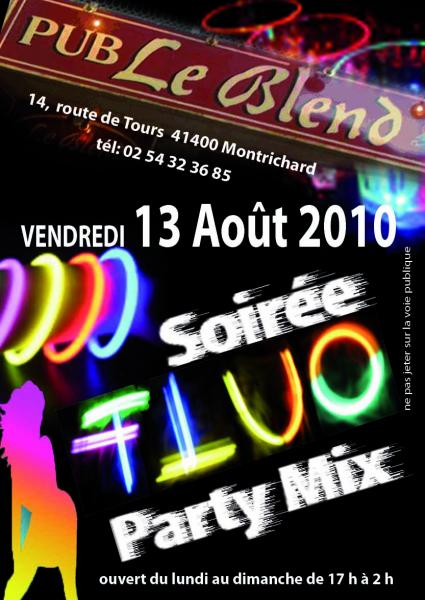 PUB Le Blend
14, route de Tours 41400 Montrichard
tél: 02 54 32 36 85
VENDREDI 13 Août 2010
ne pas jeter sur la voie publique
Soirée
FLUO
Party Mix
ouvert du lundi au dimanche de 17 h à 2 h